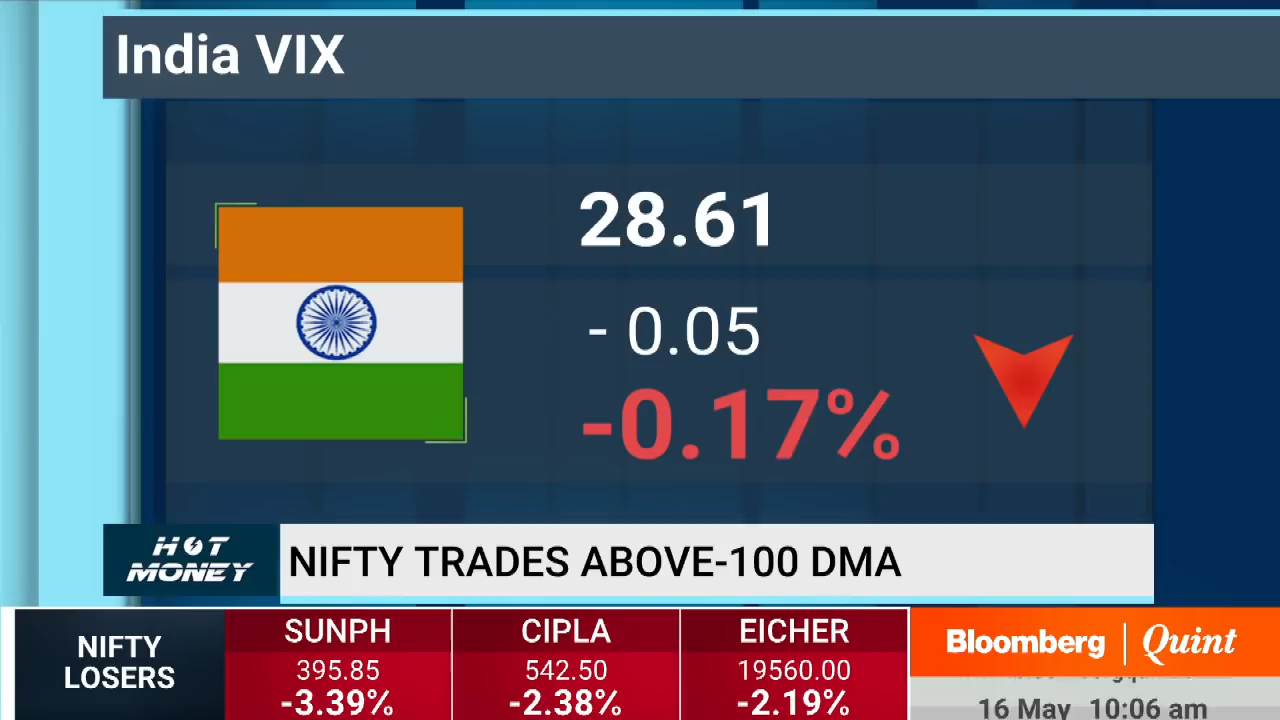 India VIX
28.61
- 0.05
-0.17%
HOT
MONEY
NIFTY TRADES ABOVE-100 DMA
NIFTY
LOSERS
SUNPH
395.85
-3.39%
CIPLA
542.50
-2.38%
EICHER
19560.00
-2.19%
Bloomberg | Quint
16 May 10:06 am